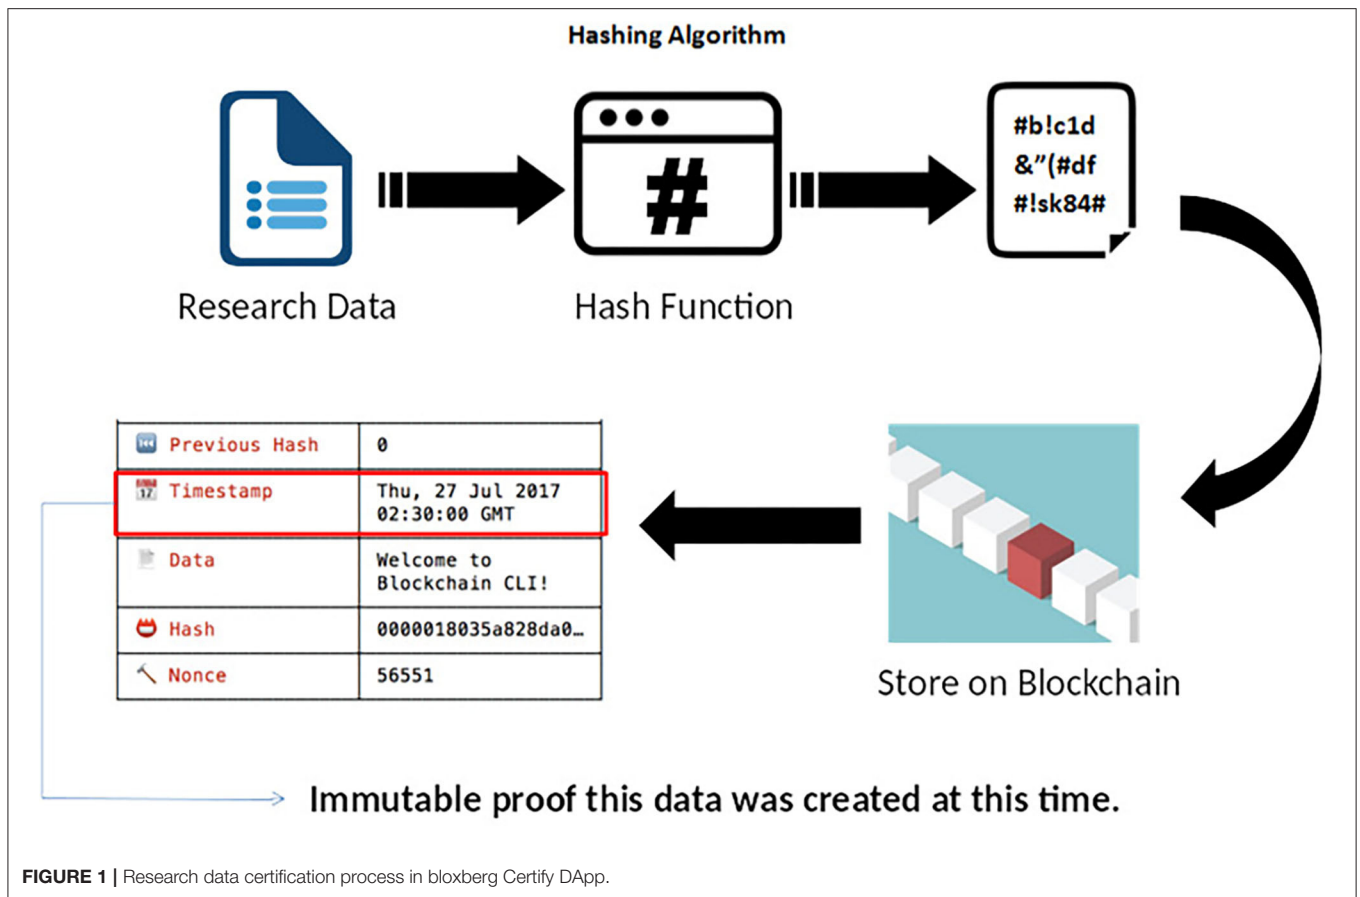 Hashing Algorithm
#b!c1d
&”(#df
#!sk84#
#
Research Data
Hash Function
Previous Hash
0
17
Timestamp
Thu, 27 Jul 2017
02:30:00 GMT
Data
Welcome to
Blockchain CLI!
Hash
0000018035a828da0…
Nonce
56551
Store on Blockchain
Immutable proof this data was created at this time.
FIGURE 1 | Research data certification process in bloxberg Certify DApp.